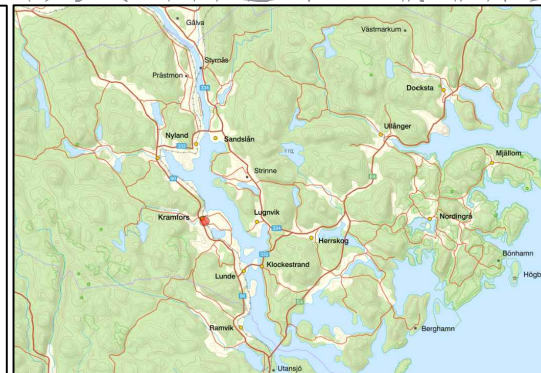 Gålva
Västmarkum
Styrnäs
Prästmon
Docksta
Ullånger
Nyland
Sandslån
Mjällom
Strinne
Kramfors
Lugnvik
Nordingrå
Herrskog
Bönhamn
Klockestrand
Lunde
Högb
Ramvik
Berghamn
Utansjö